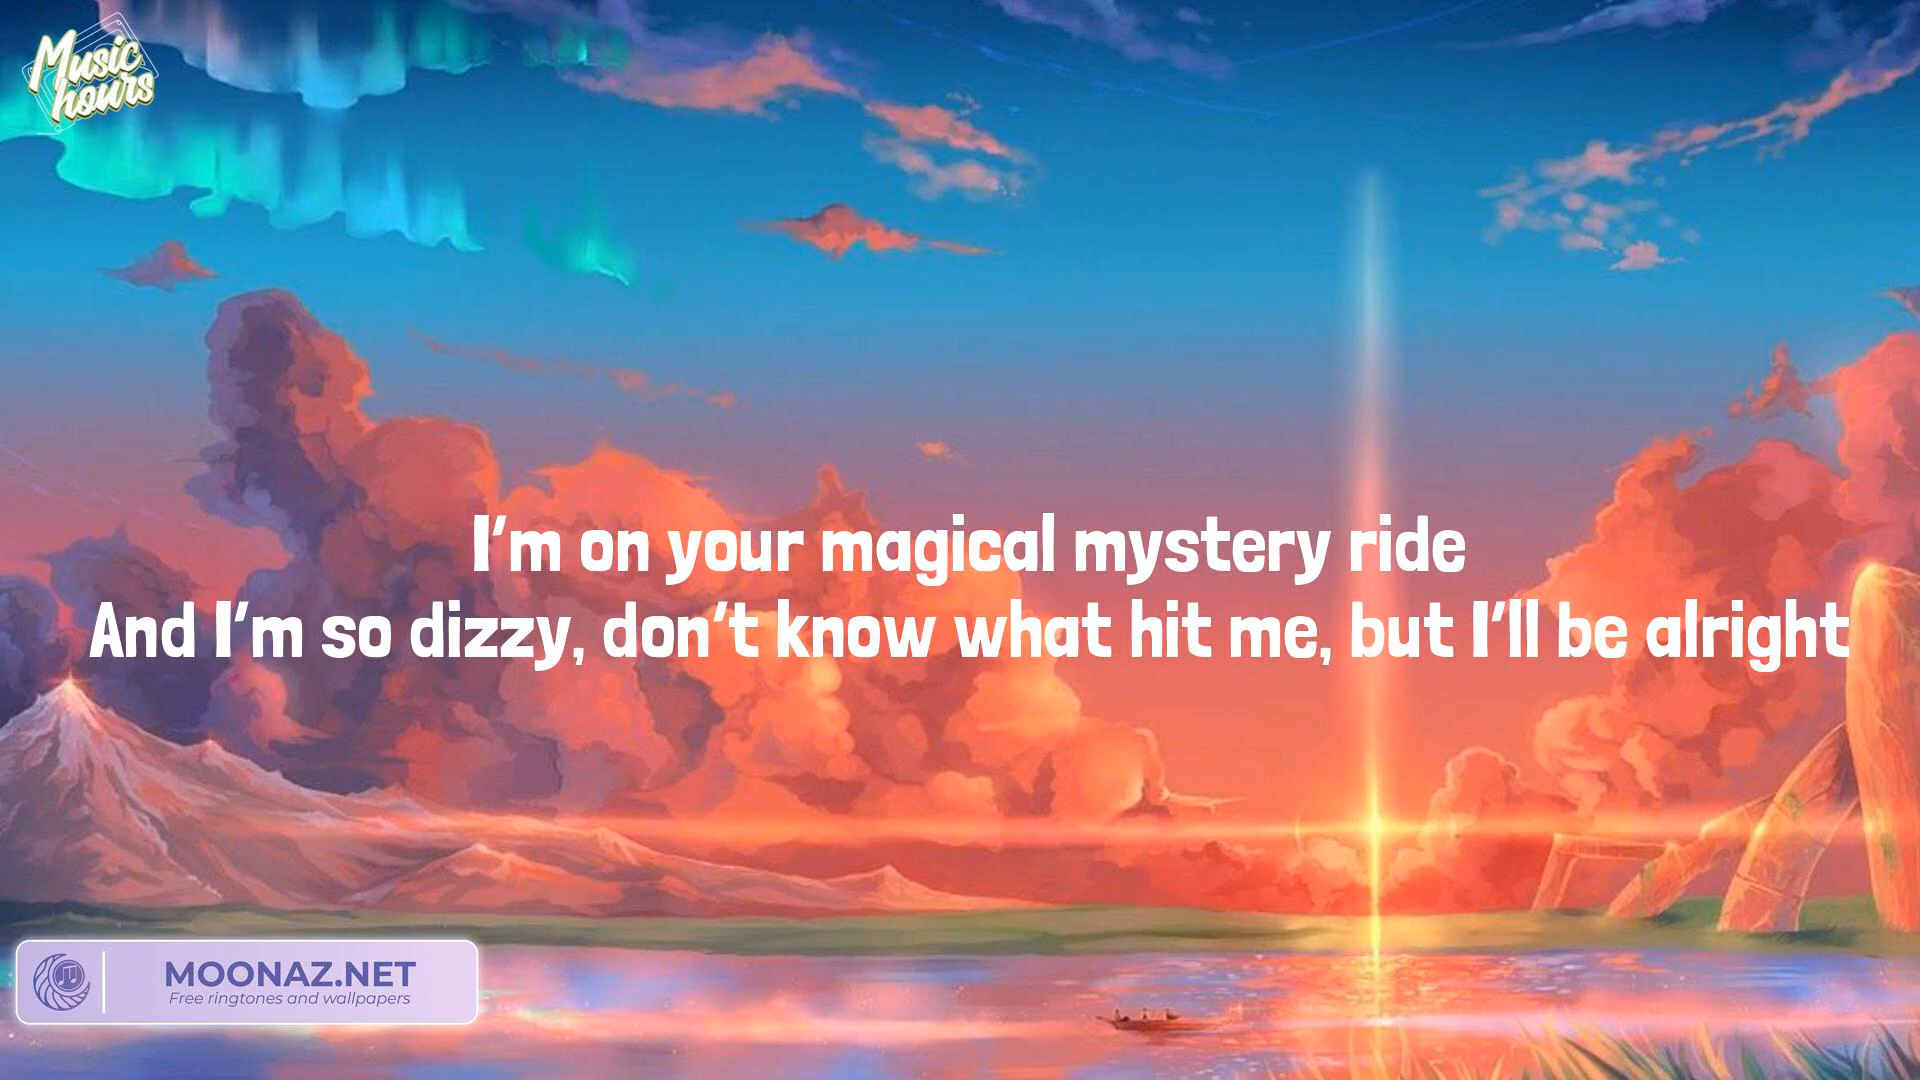 Music
hours
I'm on your magical mystery ride
And I'm so dizzy, don't know what hit me, but I'll be alright
MOONAZ.NET
Free ringtones and wallpapers